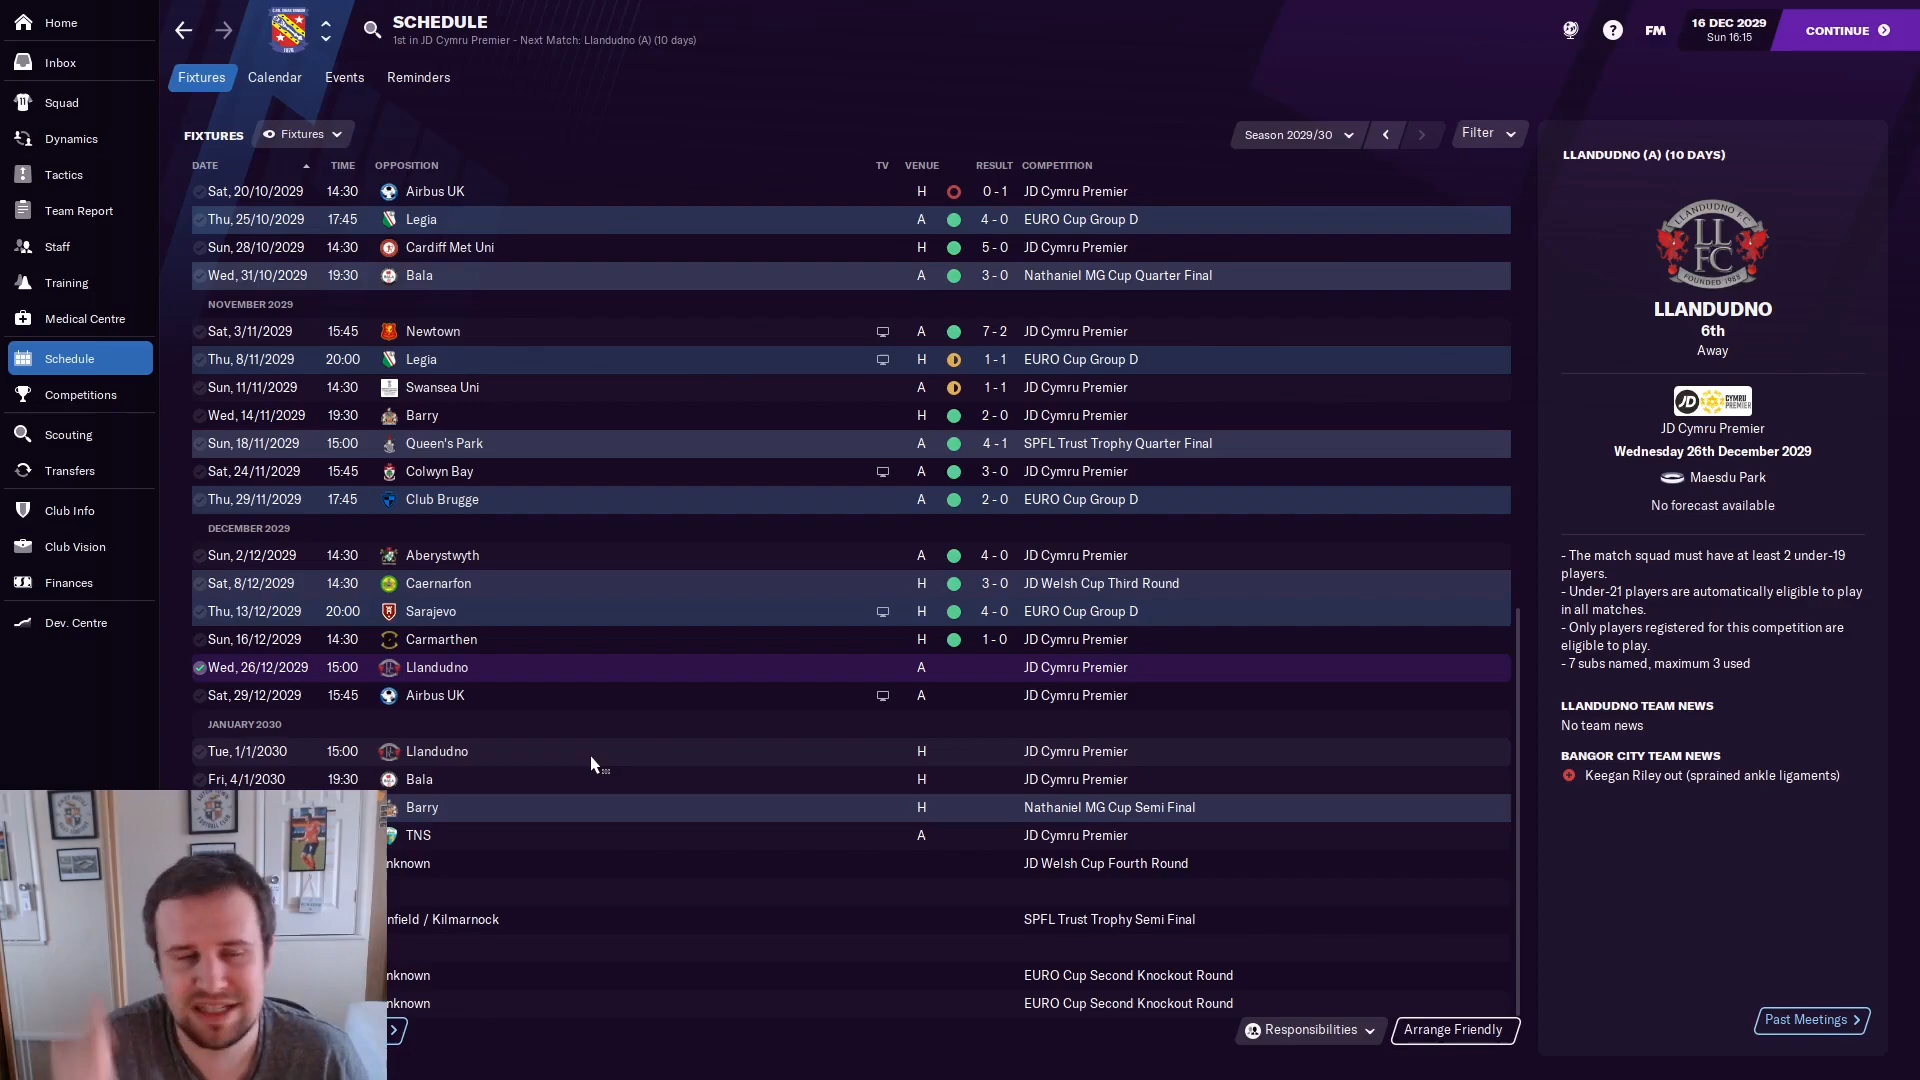 Home
Inbox
Squad
Dynamics
Tactics
Team Report
Staff
Training
Medical Centre
Schedule
Competitions
Scouting
Transfers
Club Info
Club Vision
Finances
Dev. Centre
SCHEDULE
1st in JD Cymru Premier - Next Match: Llandudno (A) (10 days)
FM
16 DEC 2029
Sun 16:15
CONTINUE
Fixtures Calendar Events Reminders
FIXTURES Fixtures Season 2029/30 Filter
DATE TIME OPPOSITION TV VENUE RESULT COMPETITION
Sat, 20/10/2029 14:30 Airbus UK H 0 - 1 JD Cymru Premier
Thu, 25/10/2029 17:45 Legia A 4 - 0 EURO Cup Group D
Sun, 28/10/2029 14:30 Cardiff Met Uni H 5 - 0 JD Cymru Premier
Wed, 31/10/2029 19:30 Bala A 3 - 0 Nathaniel MG Cup Quarter Final
NOVEMBER 2029
Sat, 3/11/2029 15:45 Newtown A 7 - 2 JD Cymru Premier
Thu, 8/11/2029 20:00 Legia H 1 - 1 EURO Cup Group D
Sun, 11/11/2029 14:30 Swansea Uni A 1 - 1 JD Cymru Premier
Wed, 14/11/2029 19:30 Barry H 2 - 0 JD Cymru Premier
Sun, 18/11/2029 15:00 Queen's Park A 4 - 1 SPFL Trust Trophy Quarter Final
Sat, 24/11/2029 15:45 Colwyn Bay A 3 - 0 JD Cymru Premier
Thu, 29/11/2029 17:45 Club Brugge A 2 - 0 EURO Cup Group D
DECEMBER 2029
Sun, 2/12/2029 14:30 Aberystwyth A 4 - 0 JD Cymru Premier
Sat, 8/12/2029 14:30 Caernarfon H 3 - 0 JD Welsh Cup Third Round
Thu, 13/12/2029 20:00 Sarajevo H 4 - 0 EURO Cup Group D
Sun, 16/12/2029 14:30 Carmarthen H 1 - 0 JD Cymru Premier
Wed, 26/12/2029 15:00 Llandudno A JD Cymru Premier
Sat, 29/12/2029 15:45 Airbus UK A JD Cymru Premier
JANUARY 2030
Tue, 1/1/2030 15:00 Llandudno H JD Cymru Premier
Fri, 4/1/2030 19:30 Bala H JD Cymru Premier
Barry H Nathaniel MG Cup Semi Final
TNS A JD Cymru Premier
nknown JD Welsh Cup Fourth Round
nfield / Kilmarnock SPFL Trust Trophy Semi Final
nknown EURO Cup Second Knockout Round
nknown EURO Cup Second Knockout Round
Responsibilities Arrange Friendly
LLANDUDNO (A) (10 DAYS)
LLANDUDNO F.C.
LL
FC
FOUNDED 1988
LLANDUDNO
6th
Away
JD CYMRU PREMIER
JD Cymru Premier
Wednesday 26th December 2029
Maesdu Park
No forecast available
- The match squad must have at least 2 under-19
players.
- Under-21 players are automatically eligible to play
in all matches.
- Only players registered for this competition are
eligible to play.
- 7 subs named, maximum 3 used
LLANDUDNO TEAM NEWS
No team news
BANGOR CITY TEAM NEWS
Keegan Riley out (sprained ankle ligaments)
Past Meetings